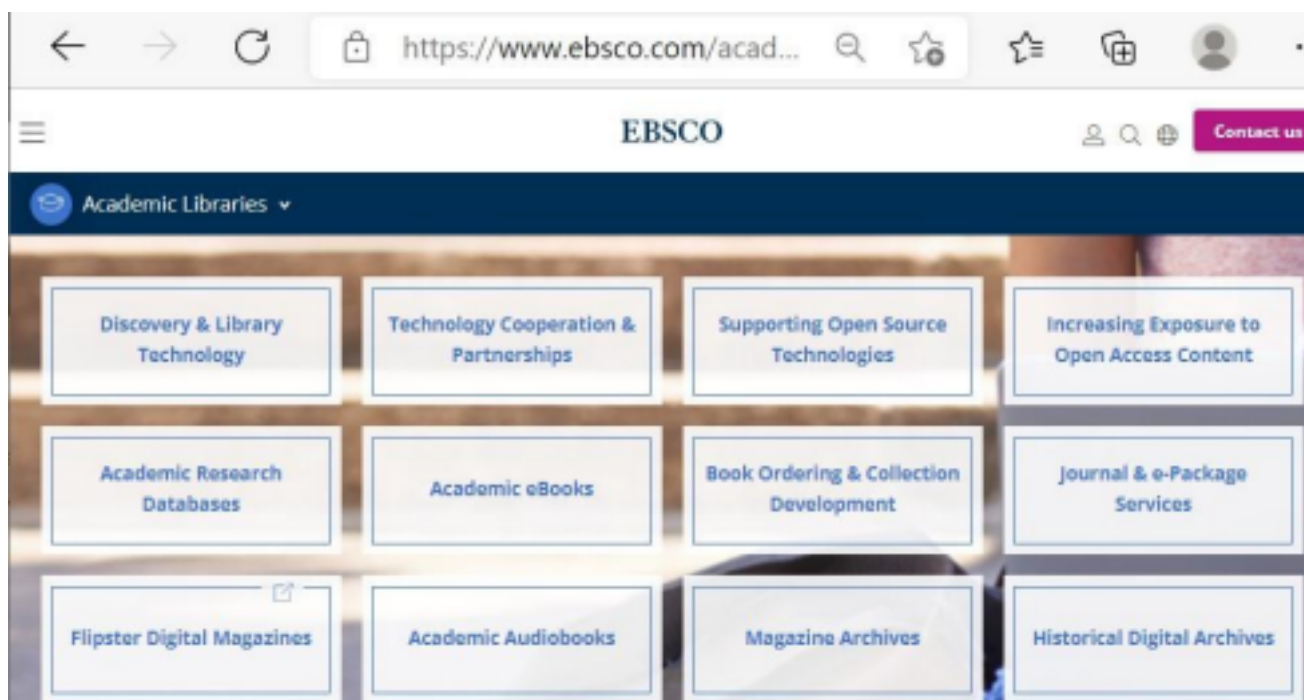 https://www.ebsco.com/acad...
EBSCO
Contact us
Academic Libraries
Discovery & Library
Technology
Technology Cooperation &
Partnerships
Supporting Open Source
Technologies
Increasing Exposure to
Open Access Content
Academic Research
Databases
Academic eBooks
Book Ordering & Collection
Development
Journal & e-Package
Services
Flipster Digital Magazines
Academic Audiobooks
Magazine Archives
Historical Digital Archives